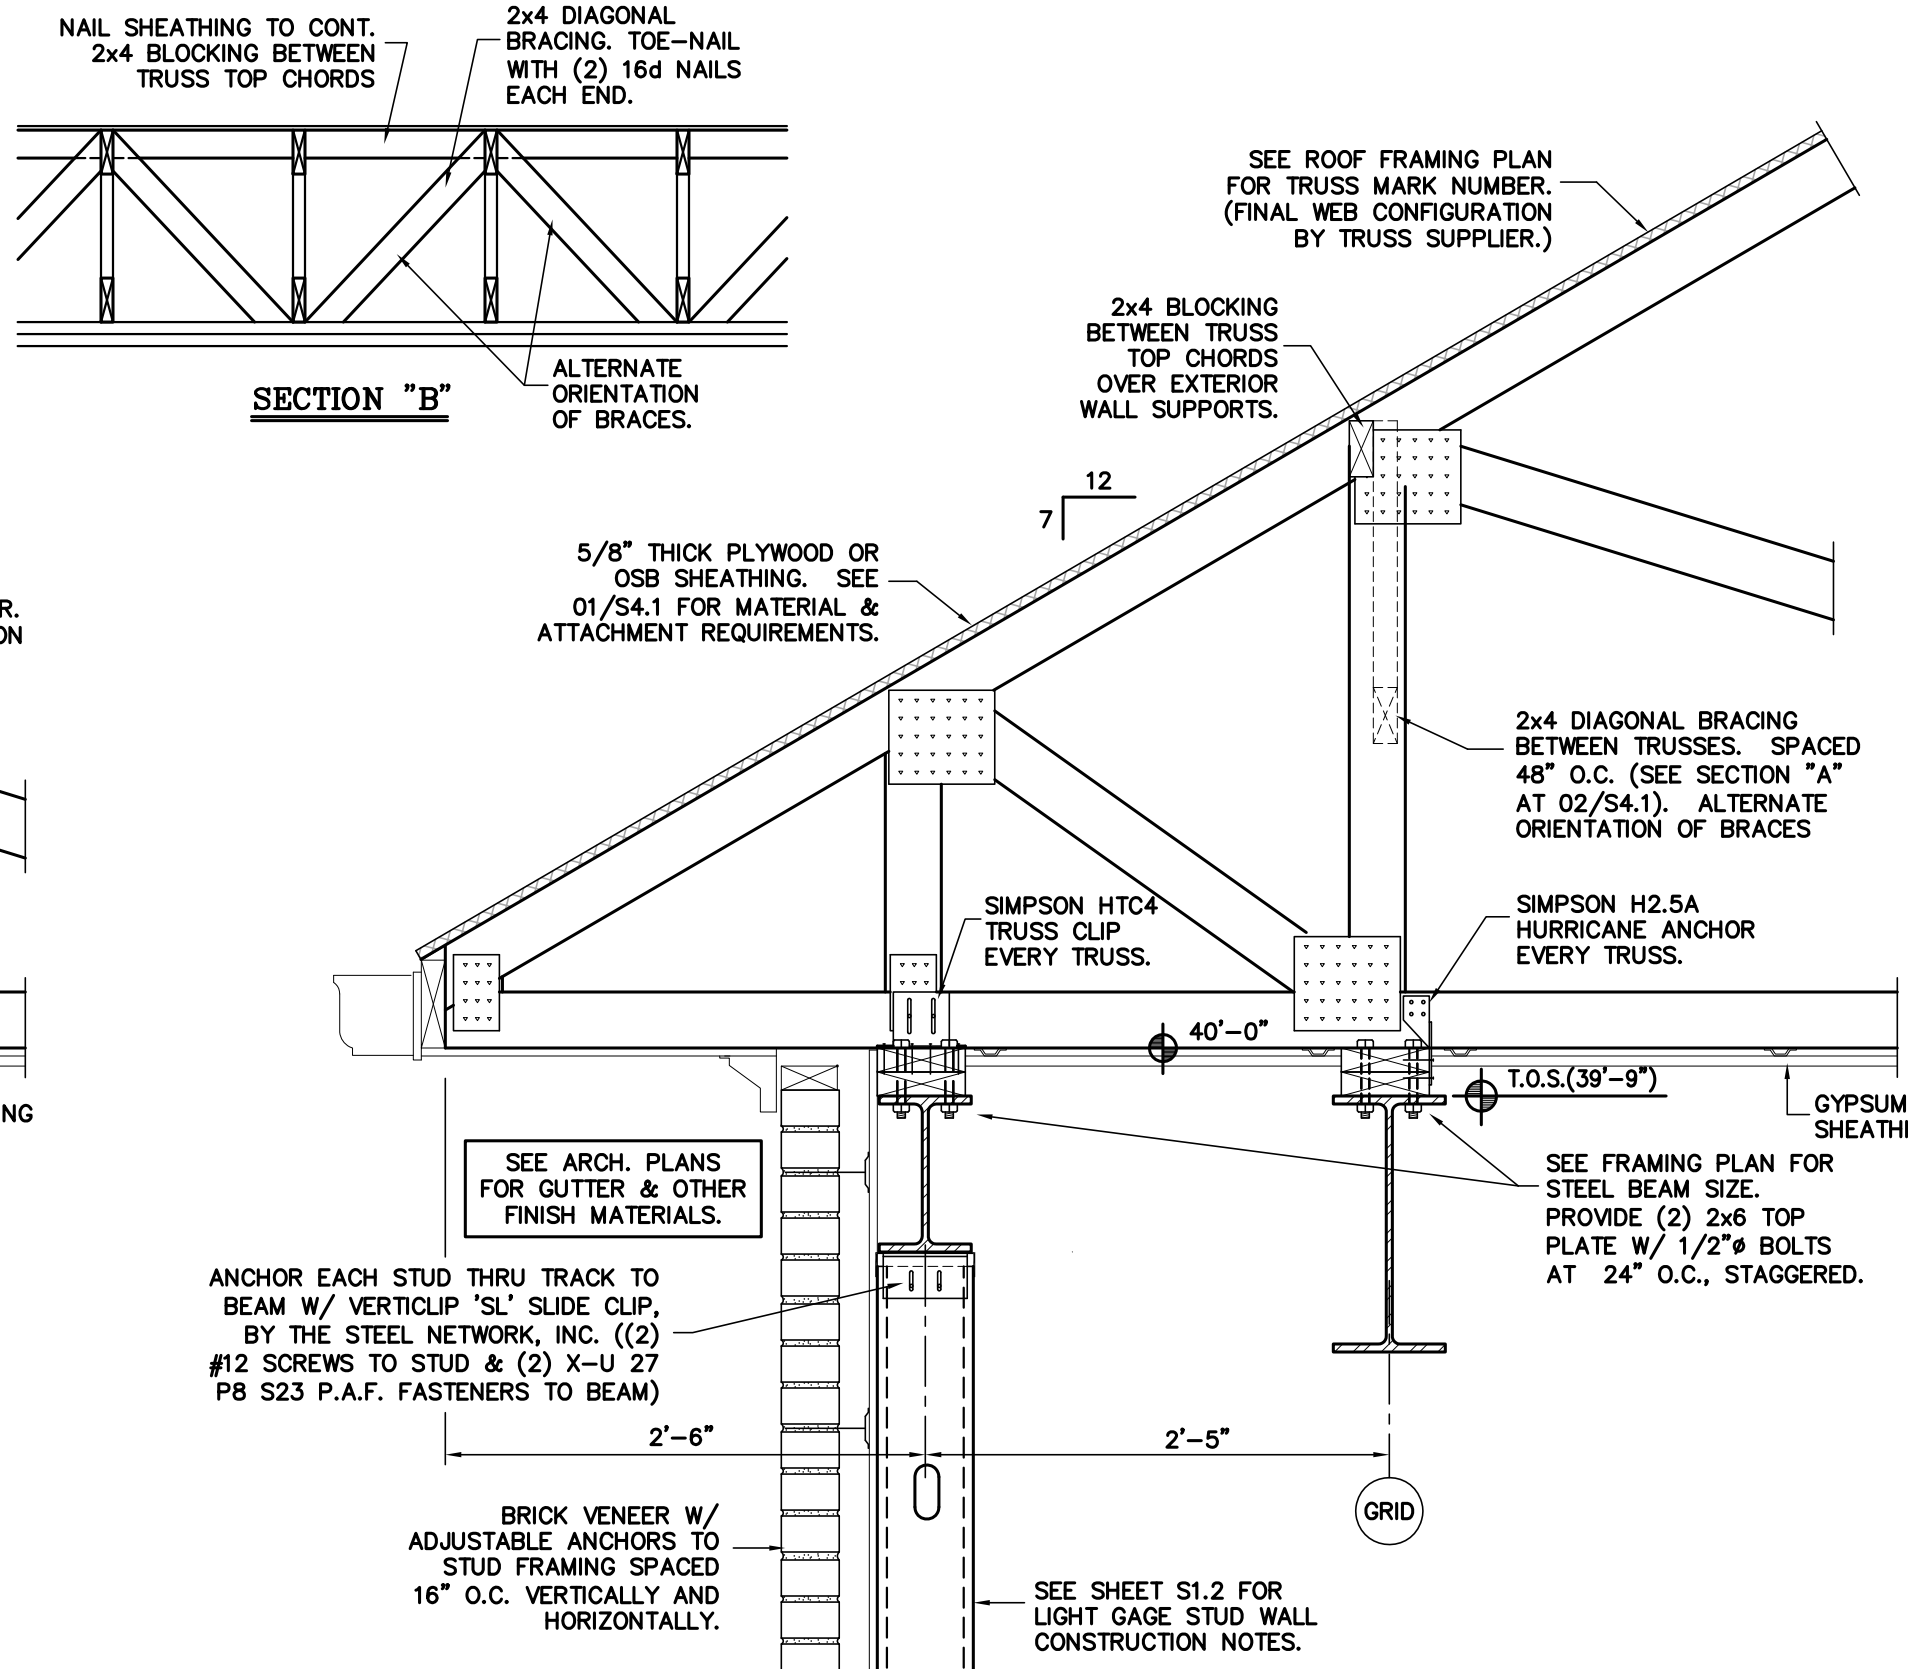 NAIL SHEATHING TO CONT.
2x4 BLOCKING BETWEEN
TRUSS TOP CHORDS
2x4 DIAGONAL
BRACING. TOE-NAIL
WITH (2) 16d NAILS
EACH END.
ALTERNATE
ORIENTATION
OF BRACES.
SECTION "B"
SEE ROOF FRAMING PLAN
FOR TRUSS MARK NUMBER.
(FINAL WEB CONFIGURATION
BY TRUSS SUPPLIER.)
2x4 BLOCKING
BETWEEN TRUSS
TOP CHORDS
OVER EXTERIOR
WALL SUPPORTS.
12
7
5/8" THICK PLYWOOD OR
OSB SHEATHING. SEE
01/S4.1 FOR MATERIAL &
ATTACHMENT REQUIREMENTS.
R.
ON
2x4 DIAGONAL BRACING
BETWEEN TRUSSES. SPACED
48" O.C. (SEE SECTION "A"
AT 02/S4.1). ALTERNATE
ORIENTATION OF BRACES
SIMPSON HTC4
TRUSS CLIP
EVERY TRUSS.
SIMPSON H2.5A
HURRICANE ANCHOR
EVERY TRUSS.
40'-0"
T.O.S.(39'-9")
NG
GYPSUM
SHEATHI
SEE ARCH. PLANS
FOR GUTTER & OTHER
FINISH MATERIALS.
SEE FRAMING PLAN FOR
STEEL BEAM SIZE.
PROVIDE (2) 2x6 TOP
PLATE W/ 1/2"ø BOLTS
AT 24" O.C., STAGGERED.
ANCHOR EACH STUD THRU TRACK TO
BEAM W/ VERTICLIP 'SL' SLIDE CLIP,
BY THE STEEL NETWORK, INC. ((2)
#12 SCREWS TO STUD & (2) X-U 27
P8 S23 P.A.F. FASTENERS TO BEAM)
2'-6"
2'-5"
GRID
BRICK VENEER W/
ADJUSTABLE ANCHORS TO
STUD FRAMING SPACED
16" O.C. VERTICALLY AND
HORIZONTALLY.
SEE SHEET S1.2 FOR
LIGHT GAGE STUD WALL
CONSTRUCTION NOTES.